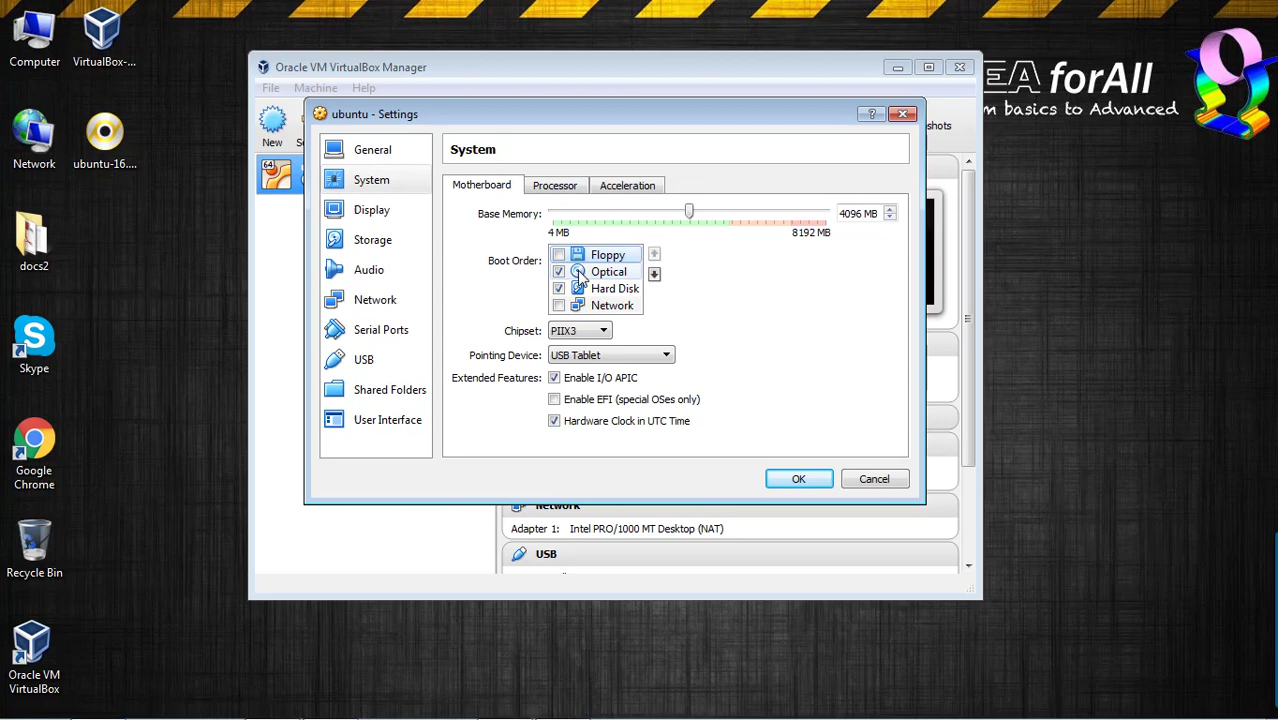 Computer
VirtualBox-...
Network
ubuntu-16....
docs2
Skype
Google
Chrome
Recycle Bin
Oracle VM
VirtualBox
EA forAll
m basics to Advanced
Oracle VM VirtualBox Manager
File Machine Help
New
shots
64
ubuntu - Settings
General
System
Display
Storage
Audio
Network
Serial Ports
USB
Shared Folders
User Interface
System
Motherboard Processor Acceleration
Base Memory: 4096 MB
4 MB 8192 MB
Boot Order: Floppy
Optical
Hard Disk
Network
Chipset: PIIX3
Pointing Device: USB Tablet
Extended Features: Enable I/O APIC
Enable EFI (special OSes only)
Hardware Clock in UTC Time
OK Cancel
Network
Adapter 1: Intel PRO/1000 MT Desktop (NAT)
USB